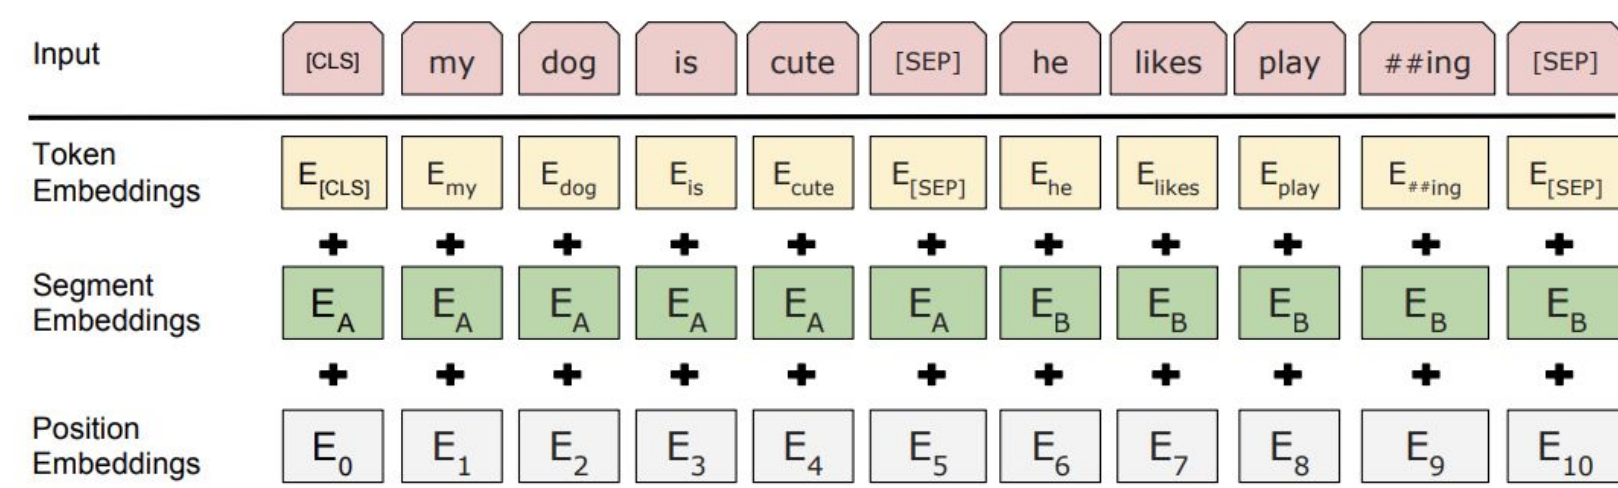 Input [CLS] my dog is cute [SEP] he likes play ##ing [SEP]
Token Embeddings E[CLS] Emy Edog Eis Ecute E[SEP] Ehe Elikes Eplay E##ing E[SEP]
+ + + + + + + + + + +
Segment Embeddings EA EA EA EA EA EA EB EB EB EB EB
+ + + + + + + + + + +
Position Embeddings E0 E1 E2 E3 E4 E5 E6 E7 E8 E9 E10